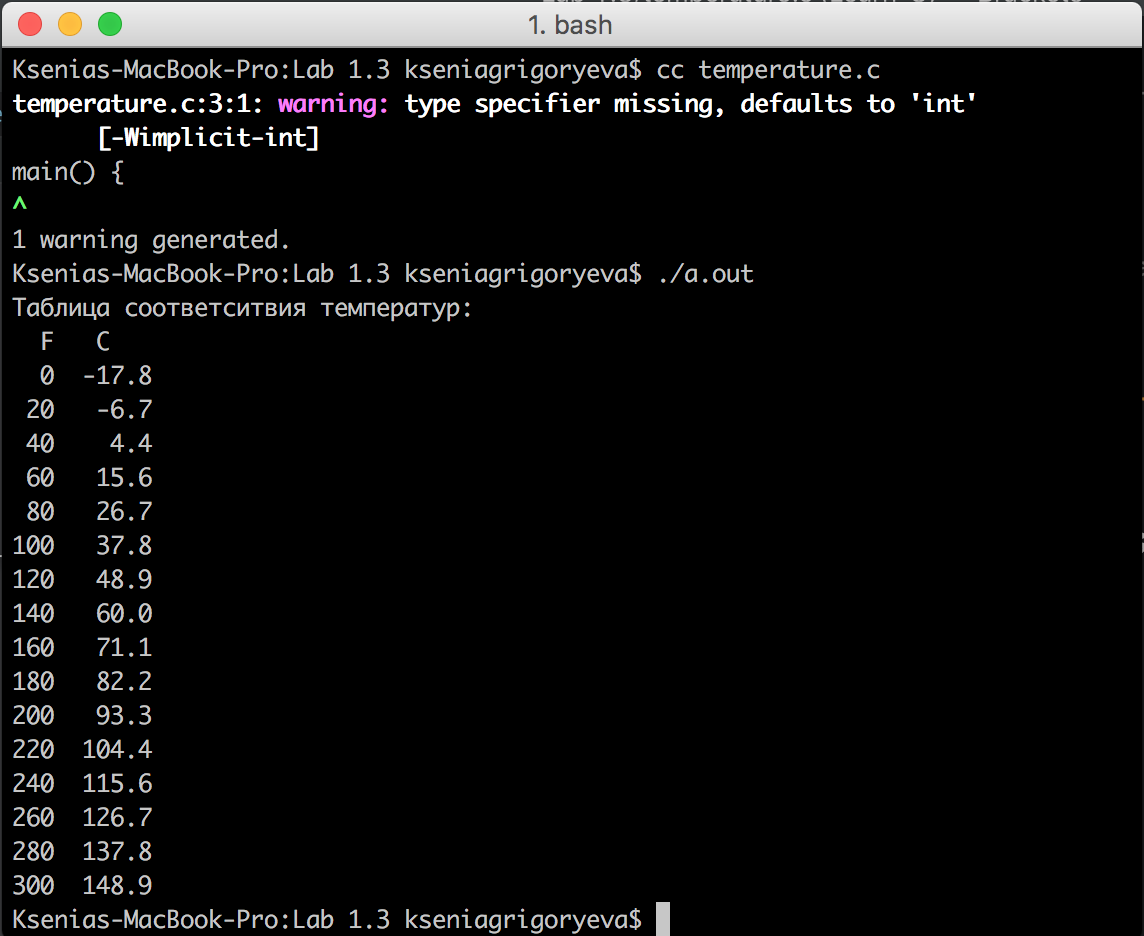 1. bash
Ksenias-MacBook-Pro:Lab 1.3 kseniagrigoryeva$ cc temperature.c
temperature.c:3:1: warning: type specifier missing, defaults to 'int'
      [-Wimplicit-int]
main() {
^
1 warning generated.
Ksenias-MacBook-Pro:Lab 1.3 kseniagrigoryeva$ ./a.out
Таблица соответситвия температур:
  F   C
  0  -17.8
 20   -6.7
 40    4.4
 60   15.6
 80   26.7
100   37.8
120   48.9
140   60.0
160   71.1
180   82.2
200   93.3
220  104.4
240  115.6
260  126.7
280  137.8
300  148.9
Ksenias-MacBook-Pro:Lab 1.3 kseniagrigoryeva$